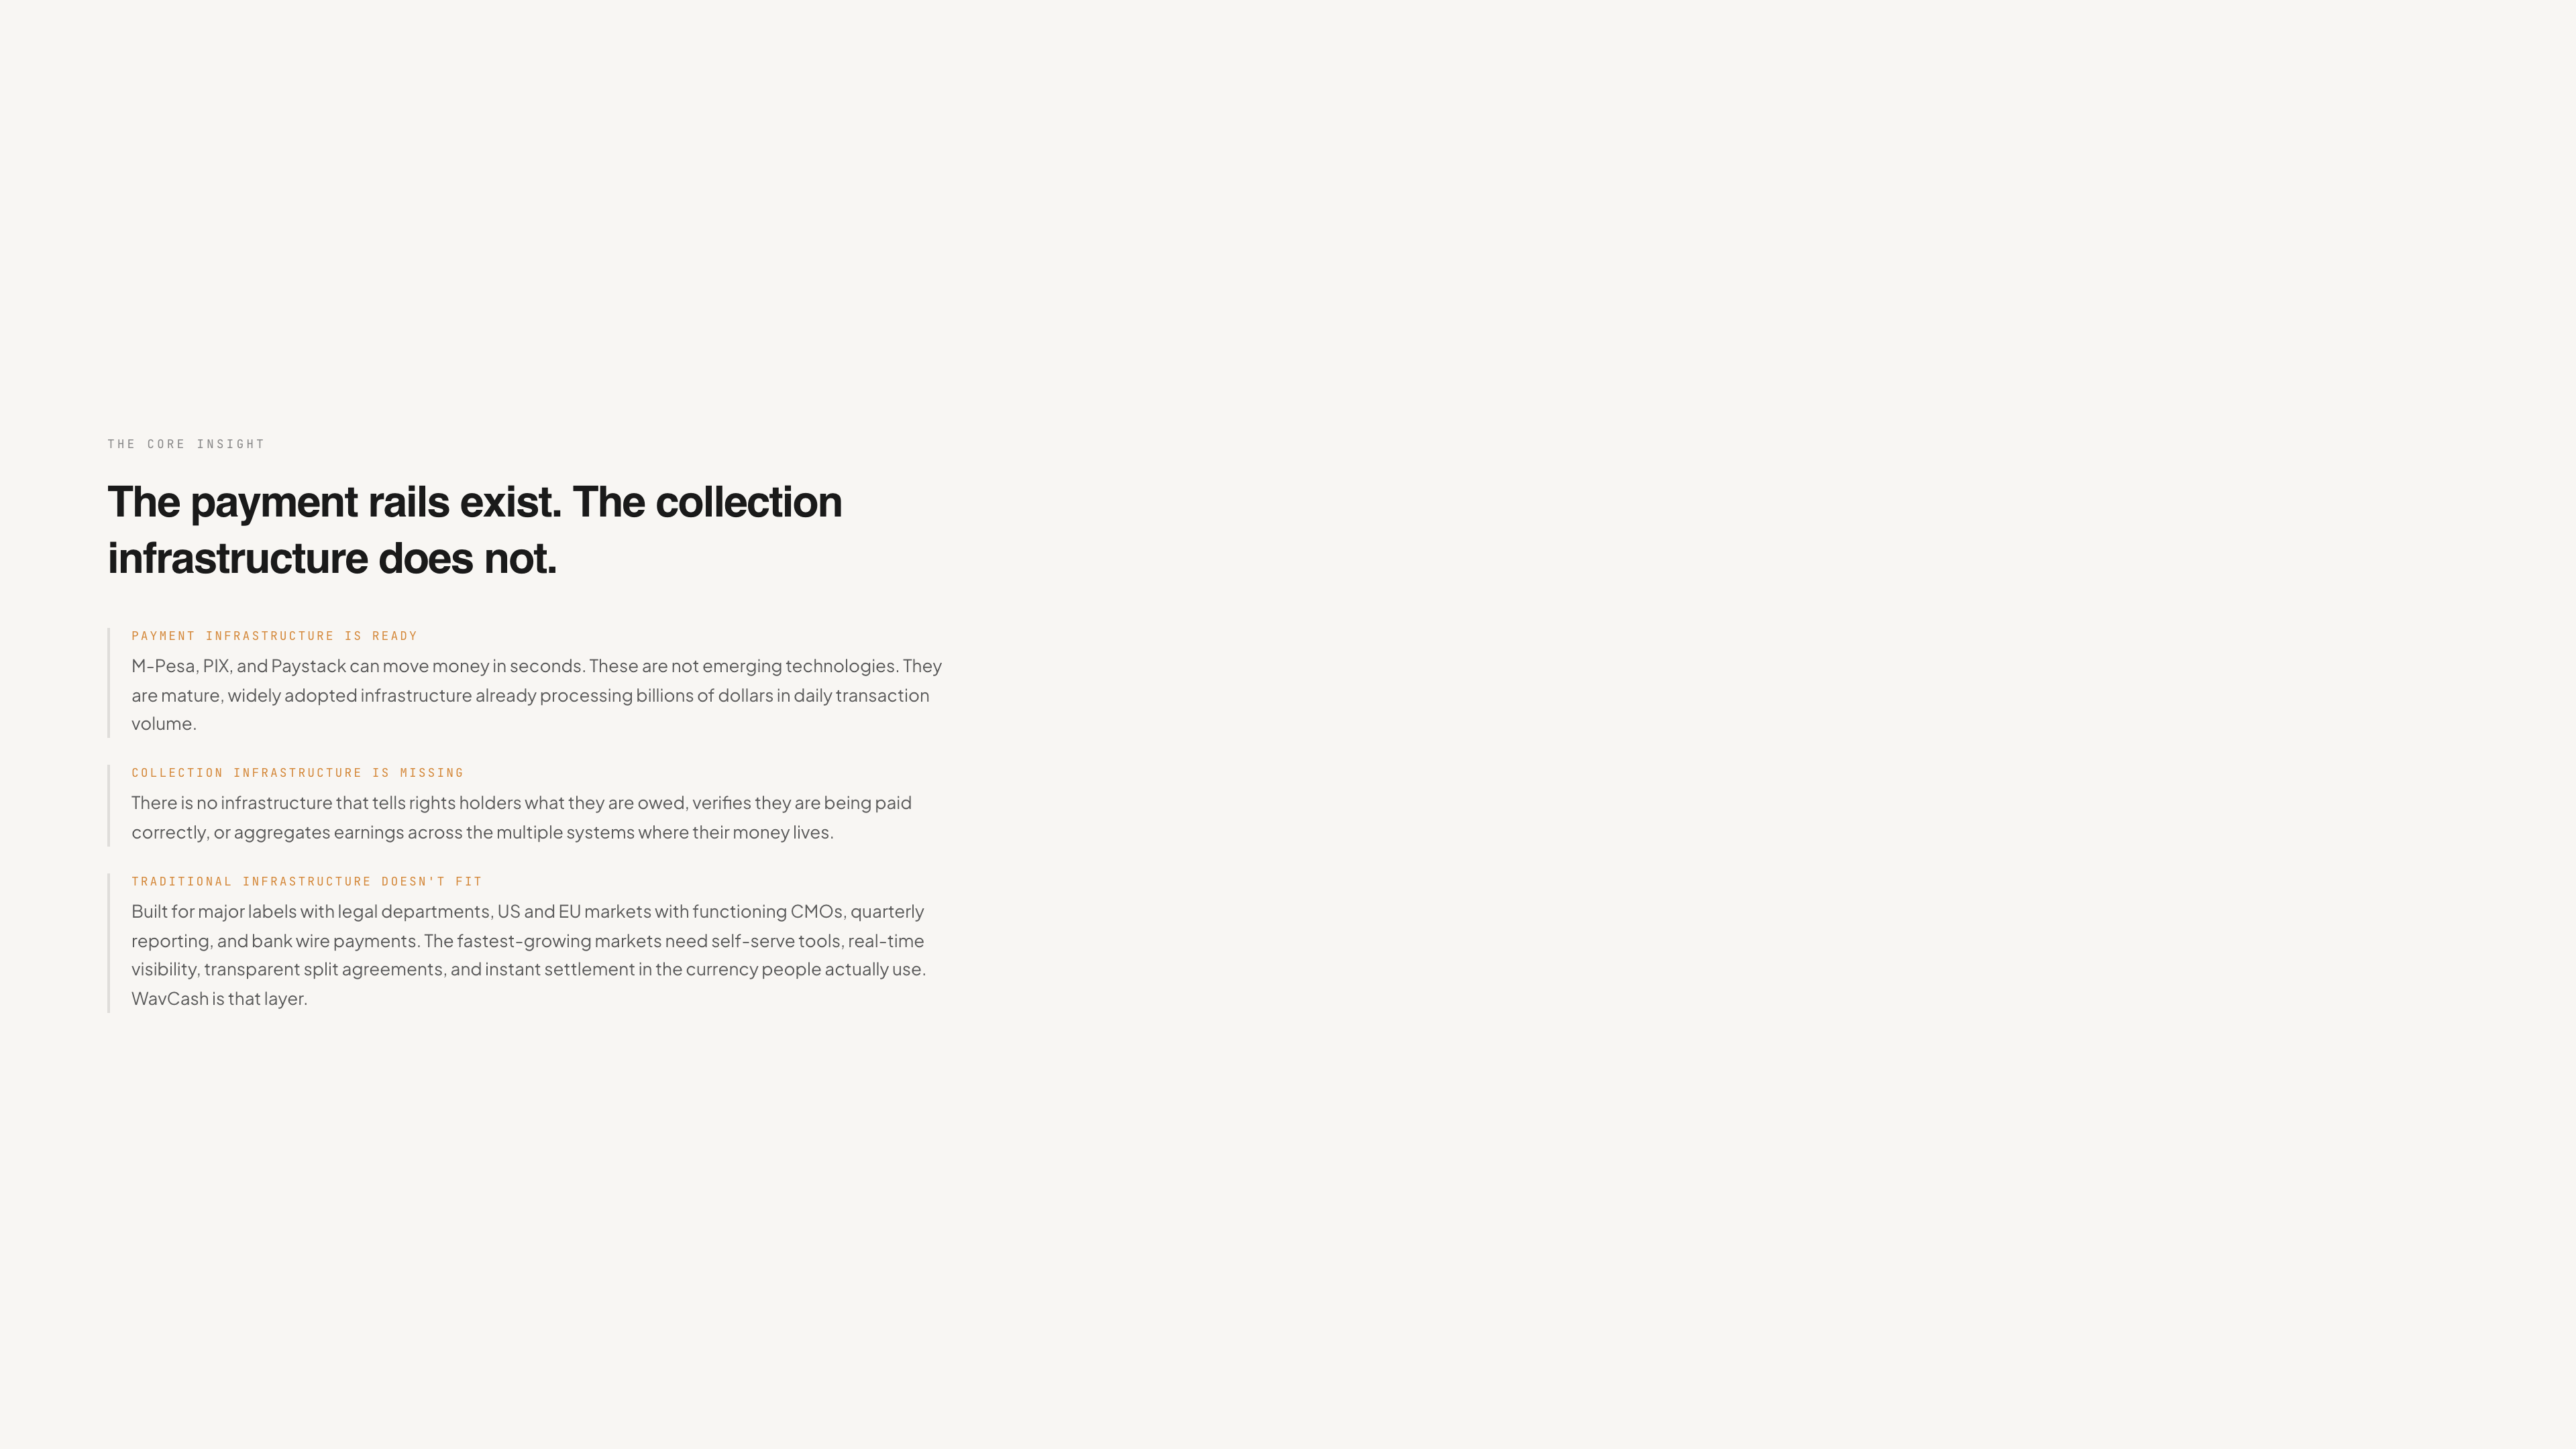 THE CORE INSIGHT
The payment rails exist. The collection
infrastructure does not.
PAYMENT INFRASTRUCTURE IS READY
M-Pesa, PIX, and Paystack can move money in seconds. These are not emerging technologies. They
are mature, widely adopted infrastructure already processing billions of dollars in daily transaction
volume.
COLLECTION INFRASTRUCTURE IS MISSING
There is no infrastructure that tells rights holders what they are owed, verifies they are being paid
correctly, or aggregates earnings across the multiple systems where their money lives.
TRADITIONAL INFRASTRUCTURE DOESN'T FIT
Built for major labels with legal departments, US and EU markets with functioning CMOs, quarterly
reporting, and bank wire payments. The fastest-growing markets need self-serve tools, real-time
visibility, transparent split agreements, and instant settlement in the currency people actually use.
WavCash is that layer.